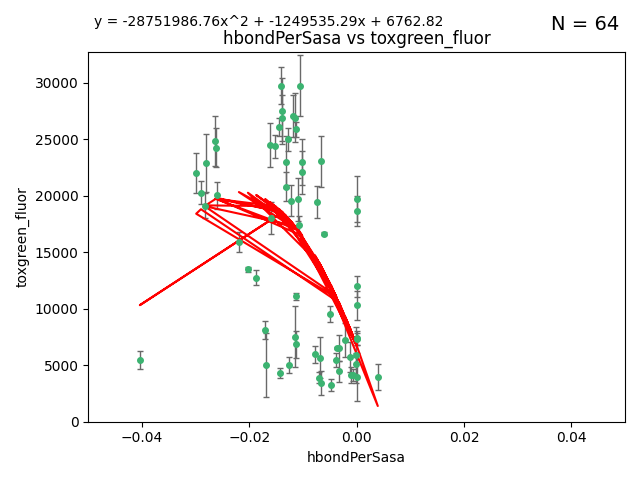 y = -28751986.76x^2 + -1249535.29x + 6762.82
N = 64
hbondPerSasa vs toxgreen_fluor
30000
25000
20000
15000
10000
5000
0
toxgreen_fluor
−0.04
−0.02
0.00
0.02
0.04
hbondPerSasa